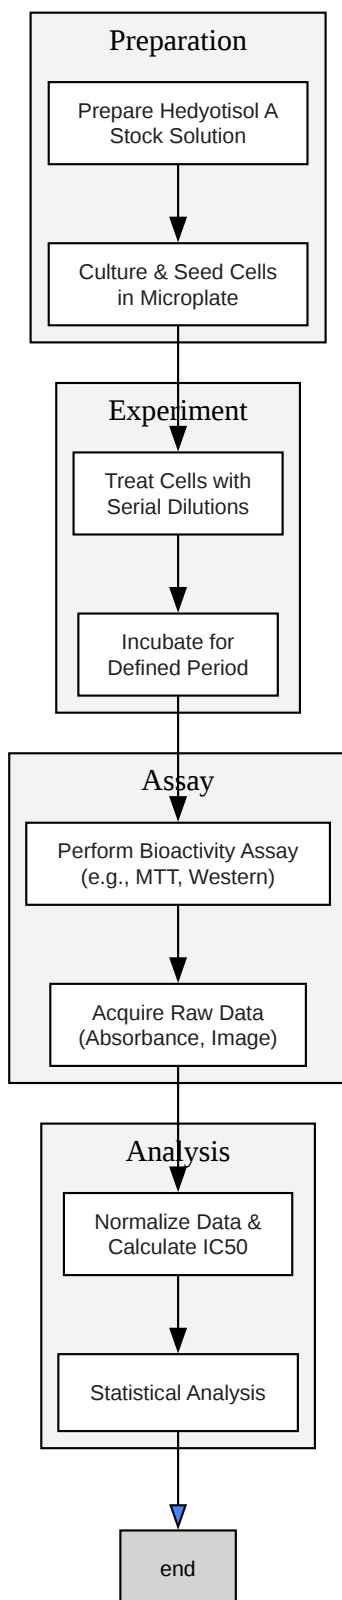 Preparation
Prepare Hedyotisol A
Stock Solution
Culture & Seed Cells
in Microplate
Experiment
Treat Cells with
Serial Dilutions
Incubate for
Defined Period
Assay
Perform Bioactivity Assay
(e.g., MTT, Western)
Acquire Raw Data
(Absorbance, Image)
Analysis
Normalize Data &
Calculate IC50
Statistical Analysis
end